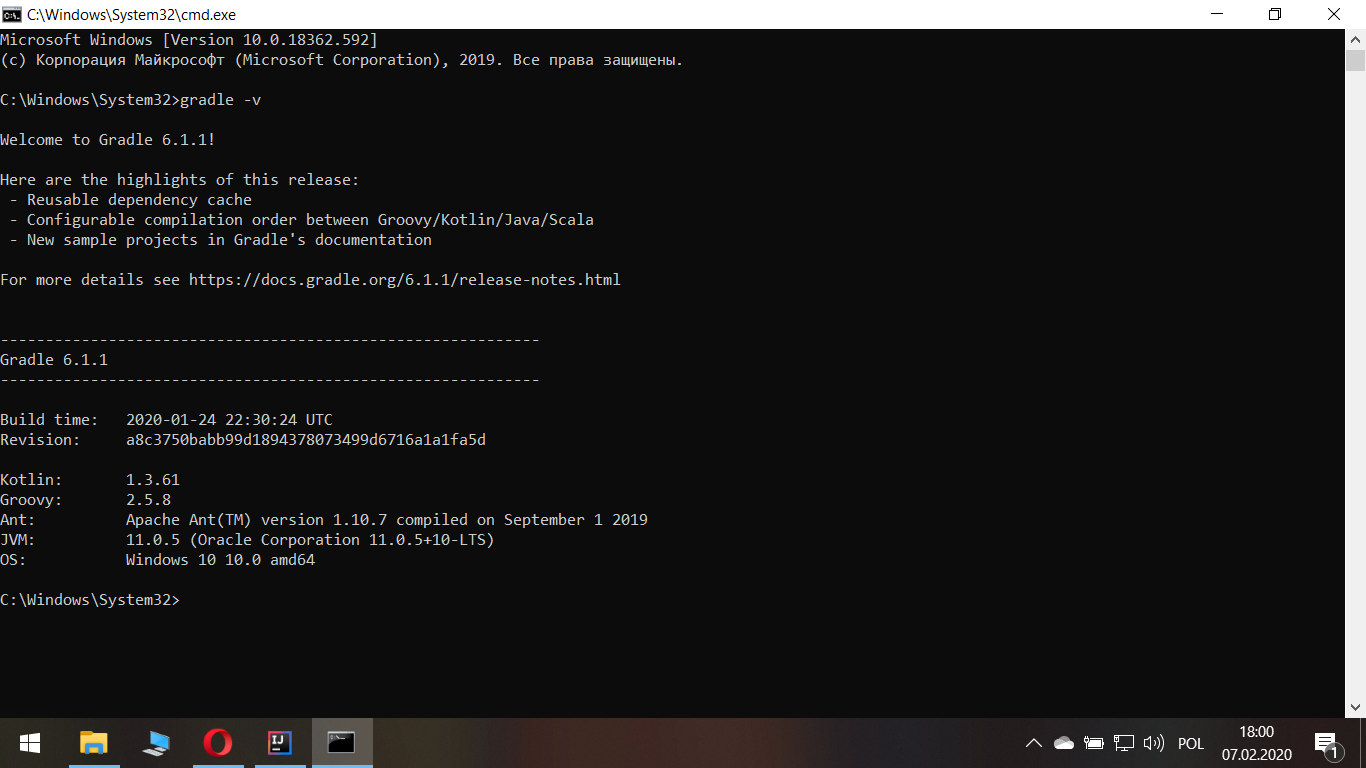 C:\Windows\System32\cmd.exe
Microsoft Windows [Version 10.0.18362.592]
(c) Корпорация Майкрософт (Microsoft Corporation), 2019. Все права защищены.
C:\Windows\System32>gradle -v
Welcome to Gradle 6.1.1!
Here are the highlights of this release:
- Reusable dependency cache
- Configurable compilation order between Groovy/Kotlin/Java/Scala
- New sample projects in Gradle's documentation
For more details see https://docs.gradle.org/6.1.1/release-notes.html
------------------------------------------------------------
Gradle 6.1.1
------------------------------------------------------------
Build time:   2020-01-24 22:30:24 UTC
Revision:     a8c3750babb99d1894378073499d6716a1a1fa5d
Kotlin:       1.3.61
Groovy:       2.5.8
Ant:          Apache Ant(TM) version 1.10.7 compiled on September 1 2019
JVM:          11.0.5 (Oracle Corporation 11.0.5+10-LTS)
OS:           Windows 10 10.0 amd64
C:\Windows\System32>
POL
18:00
07.02.2020
1